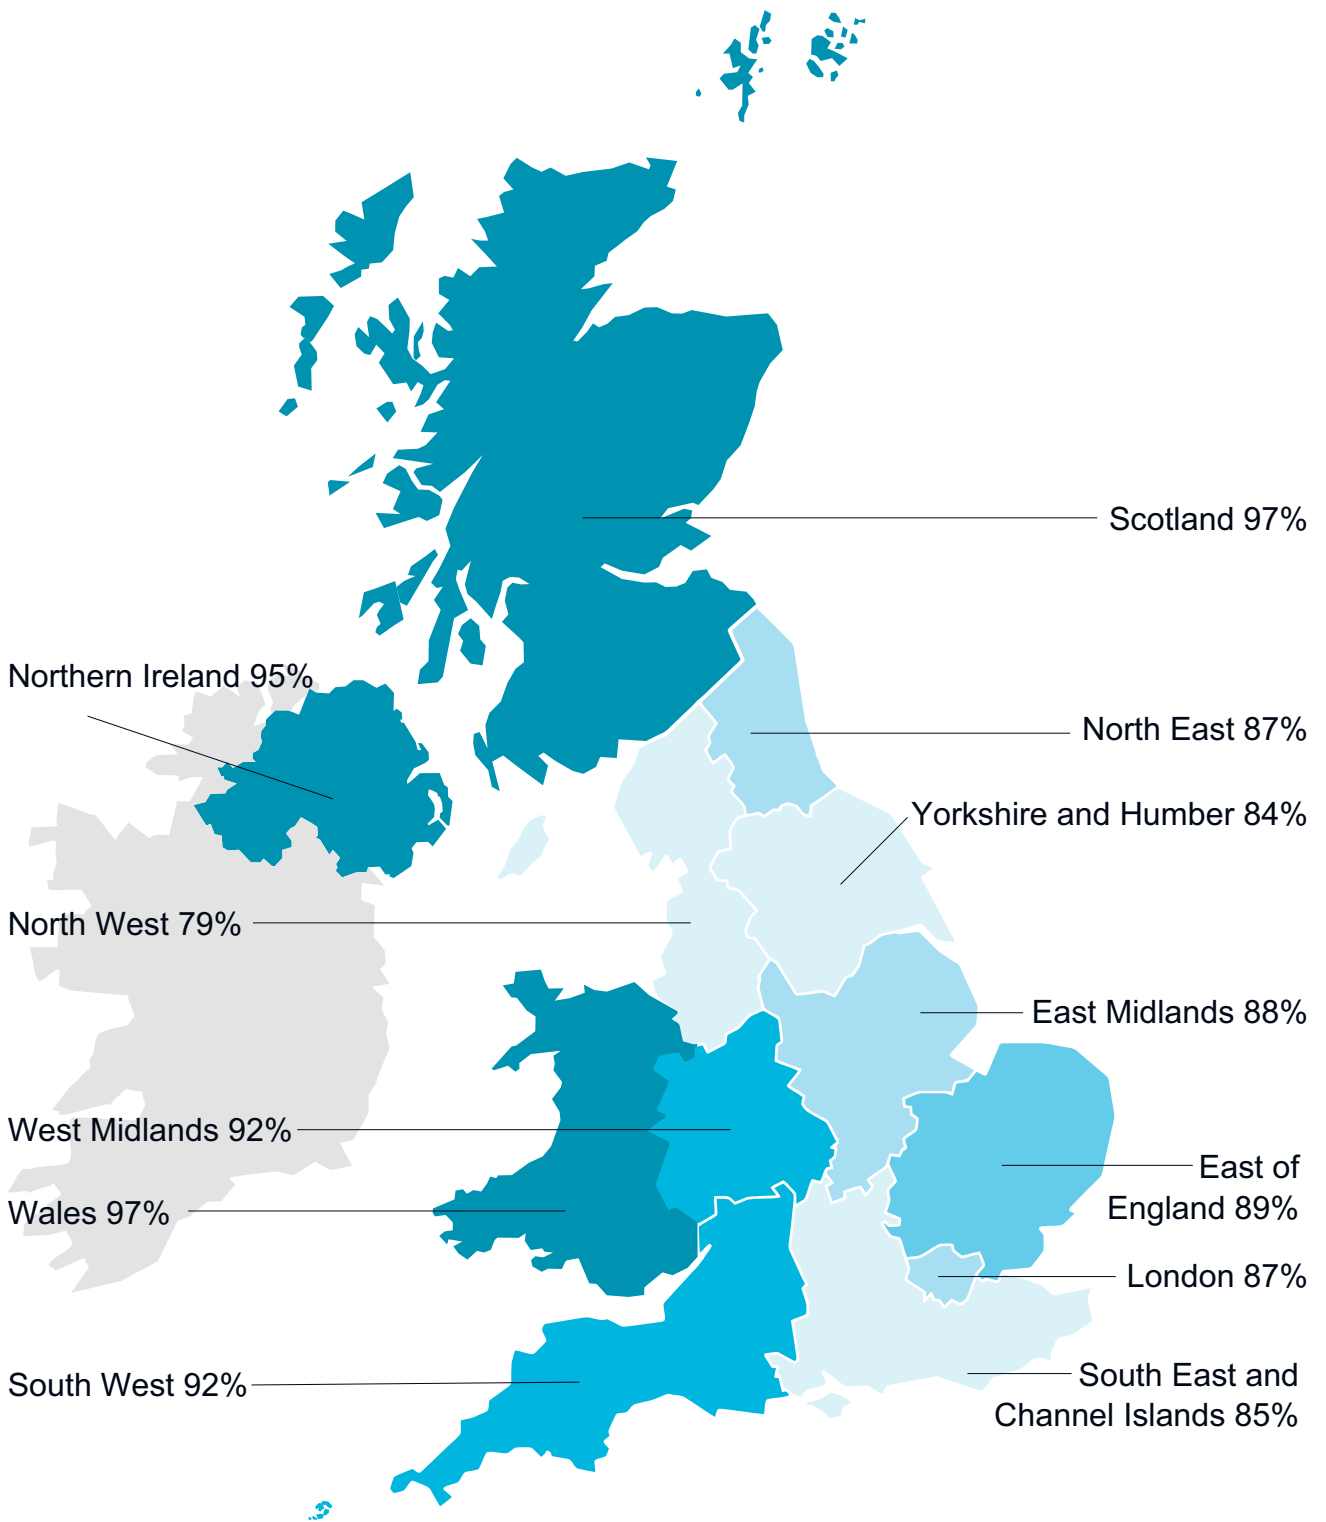 Scotland 97%
Northern Ireland 95%
North East 87%
Yorkshire and Humber 84%
North West 79%
East Midlands 88%
West Midlands 92%
East of
England 89%
Wales 97%
London 87%
South East and
Channel Islands 85%
South West 92%